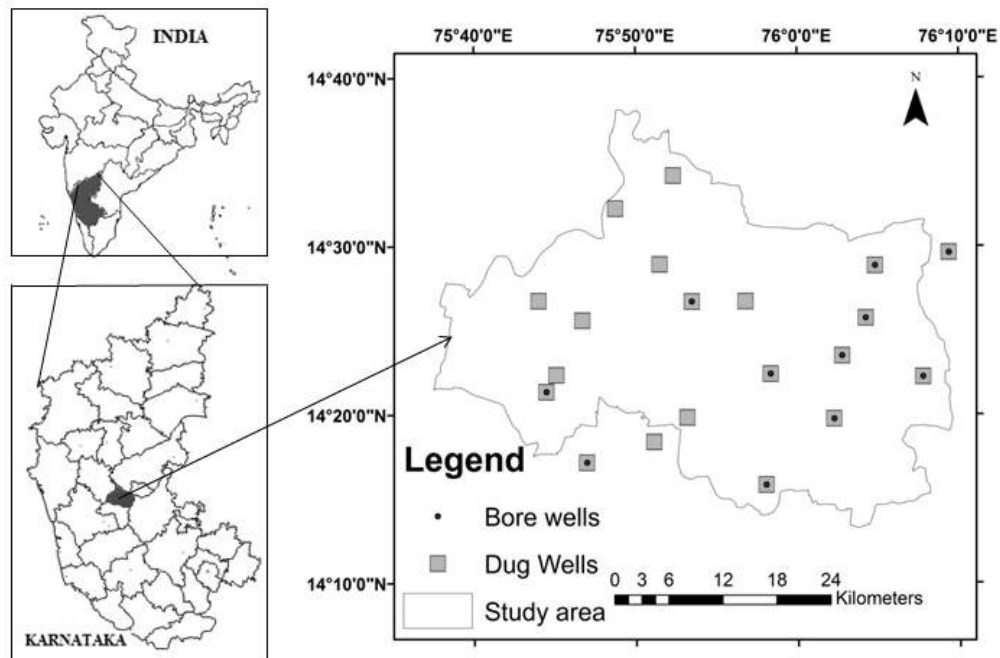 INDIA
KARNATAKA
75°40'0"E 75°50'0"E 76°0'0"E 76°10'0"E
14°40'0"N
14°30'0"N
14°20'0"N
14°10'0"N
N
Legend
Bore wells
Dug Wells
Study area
0 3 6 12 18 24
Kilometers